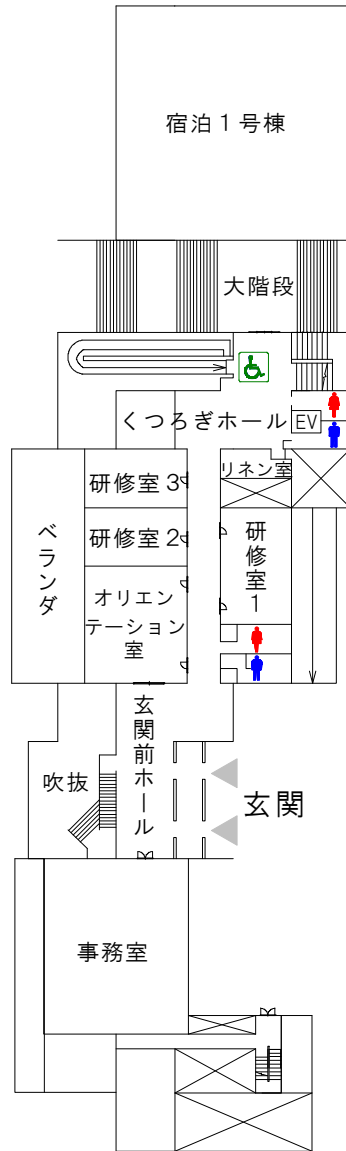 宿泊１号棟
大階段
くつろぎホール
EV
リネン室
研修室３
研修室２
研修室１
ベランダ
オリエン
テーション
室
玄関前ホール
吹抜
玄関
事務室